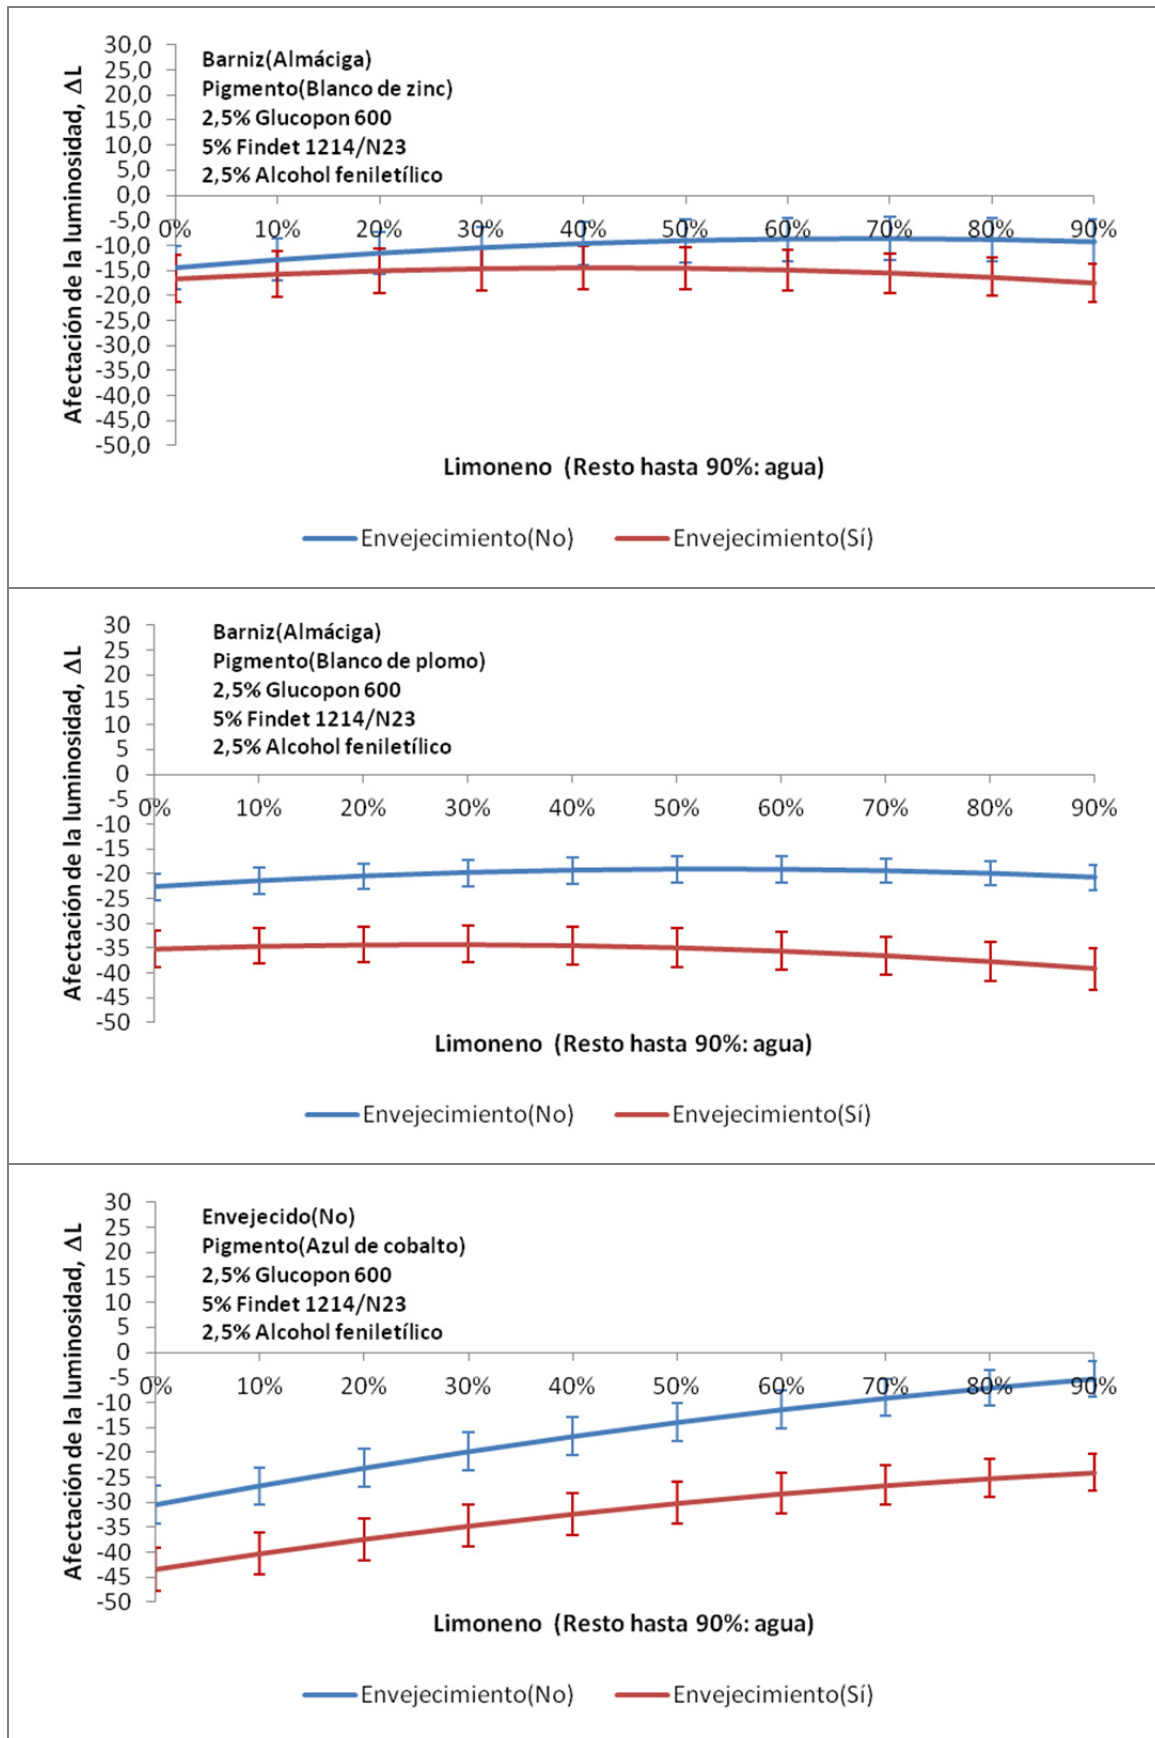 Afectación de la luminosidad, ΔL
30,0
25,0
20,0
15,0
10,0
5,0
0,0
-5,0
-10,0
-15,0
-20,0
-25,0
-30,0
-35,0
-40,0
-45,0
-50,0
Barniz(Almáciga)
Pigmento(Blanco de zinc)
2,5% Glucopon 600
5% Findet 1214/N23
2,5% Alcohol feniletílico
0% 10% 20% 30% 40% 50% 60% 70% 80% 90%
Limoneno (Resto hasta 90%: agua)
Envejecimiento(No) Envejecimiento(Sí)
Afectación de la luminosidad, ΔL
30
25
20
15
10
5
0
-5
-10
-15
-20
-25
-30
-35
-40
-45
-50
Barniz(Almáciga)
Pigmento(Blanco de plomo)
2,5% Glucopon 600
5% Findet 1214/N23
2,5% Alcohol feniletílico
0% 10% 20% 30% 40% 50% 60% 70% 80% 90%
Limoneno (Resto hasta 90%: agua)
Envejecimiento(No) Envejecimiento(Sí)
Afectación de la luminosidad, ΔL
30
25
20
15
10
5
0
-5
-10
-15
-20
-25
-30
-35
-40
-45
-50
Envejecido(No)
Pigmento(Azul de cobalto)
2,5% Glucopon 600
5% Findet 1214/N23
2,5% Alcohol feniletílico
0% 10% 20% 30% 40% 50% 60% 70% 80% 90%
Limoneno (Resto hasta 90%: agua)
Envejecimiento(No) Envejecimiento(Sí)